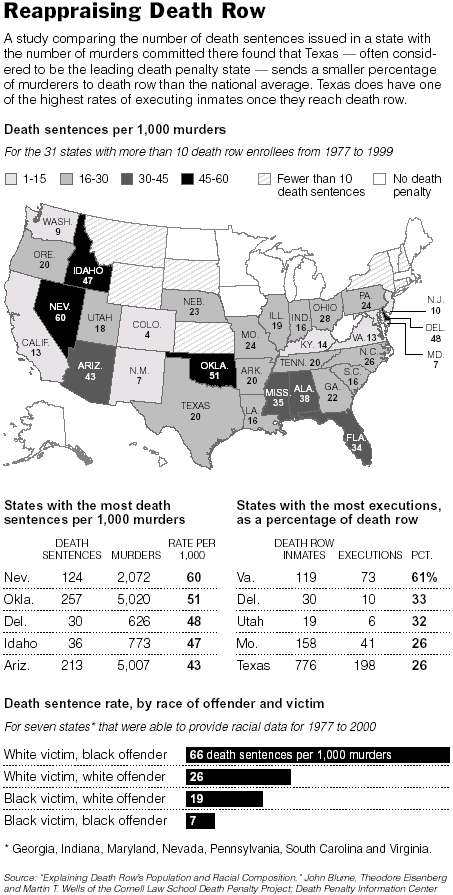 Reappraising Death Row
A study comparing the number of death sentences issued in a state with
the number of murders committed there found that Texas — often consid-
ered to be the leading death penalty state — sends a smaller percentage
of murderers to death row than the national average. Texas does have one
of the highest rates of executing inmates once they reach death row.
Death sentences per 1,000 murders
For the 31 states with more than 10 death row enrollees from 1977 to 1999
1-15 16-30 30-45 45-60 Fewer than 10 death sentences No death penalty
WASH. 9
ORE. 20
IDAHO 47
NEV. 60
UTAH 18
CALIF. 13
ARIZ. 43
COLO. 4
N.M. 7
NEB. 23
OKLA. 51
TEXAS 20
MO. 24
ARK. 20
LA. 16
ILL. 19
IND. 16
OHIO 28
KY. 14
TENN. 20
MISS. 35
ALA. 38
GA. 22
FLA. 34
S.C. 16
N.C. 26
VA. 13
PA. 24
N.J. 10
DEL. 48
MD. 7
States with the most death
sentences per 1,000 murders
DEATH SENTENCES MURDERS RATE PER 1,000
Nev. 124 2,072 60
Okla. 257 5,020 51
Del. 30 626 48
Idaho 36 773 47
Ariz. 213 5,007 43
States with the most executions,
as a percentage of death row
DEATH ROW INMATES EXECUTIONS PCT.
Va. 119 73 61%
Del. 30 10 33
Utah 19 6 32
Mo. 158 41 26
Texas 776 198 26
Death sentence rate, by race of offender and victim
For seven states* that were able to provide racial data for 1977 to 2000
White victim, black offender 66 death sentences per 1,000 murders
White victim, white offender 26
Black victim, white offender 19
Black victim, black offender 7
* Georgia, Indiana, Maryland, Nevada, Pennsylvania, South Carolina and Virginia.
Source: "Explaining Death Row's Population and Racial Composition," John Blume, Theodore Eisenberg
and Martin T. Wells of the Cornell Law School Death Penalty Project; Death Penalty Information Center